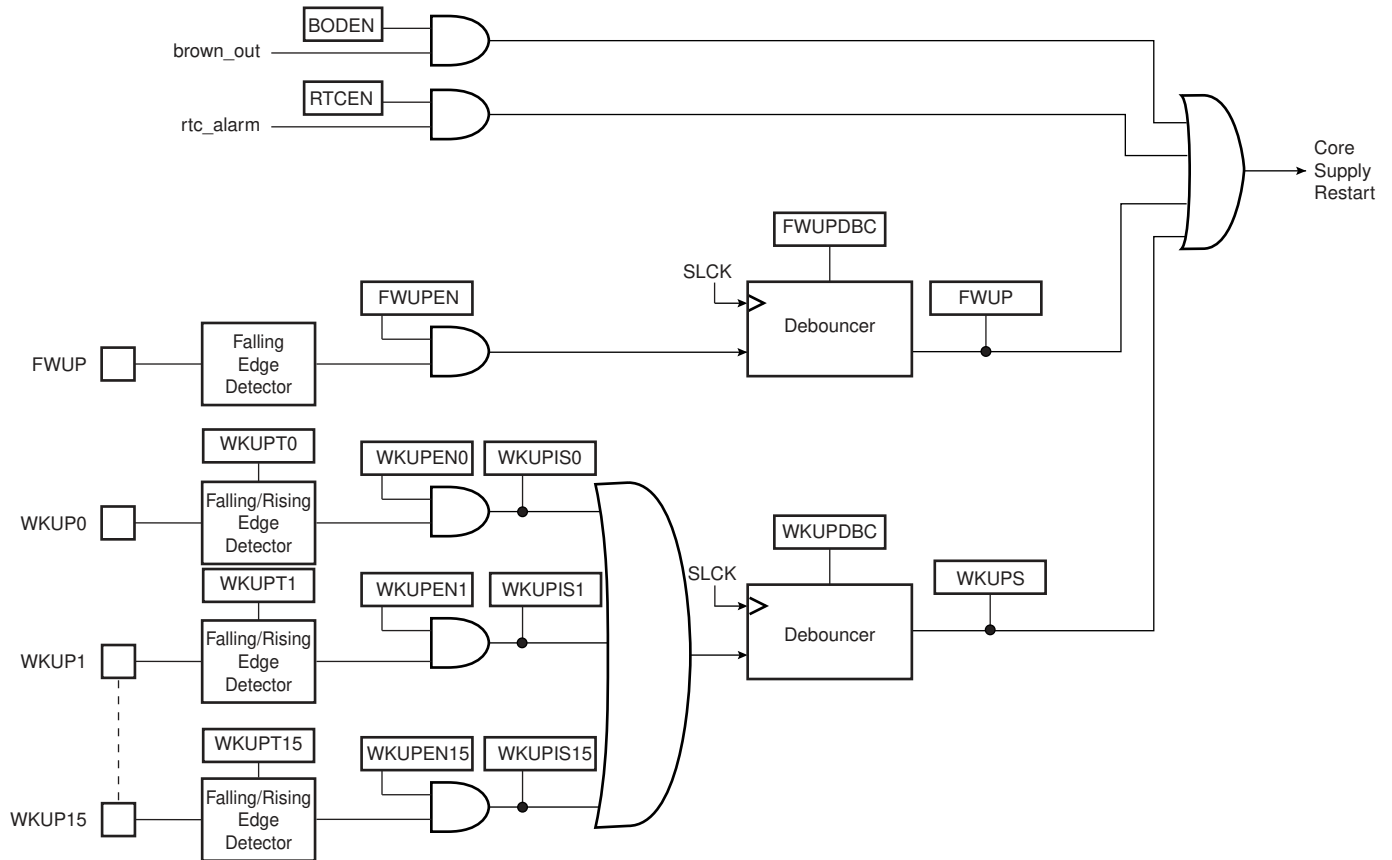 BODEN
brown_out
RTCEN
rtc_alarm
Core
Supply
Restart
FWUPDBC
SLCK
FWUPEN
FWUP
Debouncer
Falling
Edge
Detector
FWUP
WKUPT0
WKUPEN0
WKUPIS0
Falling/Rising
Edge
Detector
WKUP0
WKUPDBC
SLCK
WKUPS
Debouncer
WKUPT1
WKUPEN1
WKUPIS1
Falling/Rising
Edge
Detector
WKUP1
WKUPT15
WKUPEN15
WKUPIS15
Falling/Rising
Edge
Detector
WKUP15